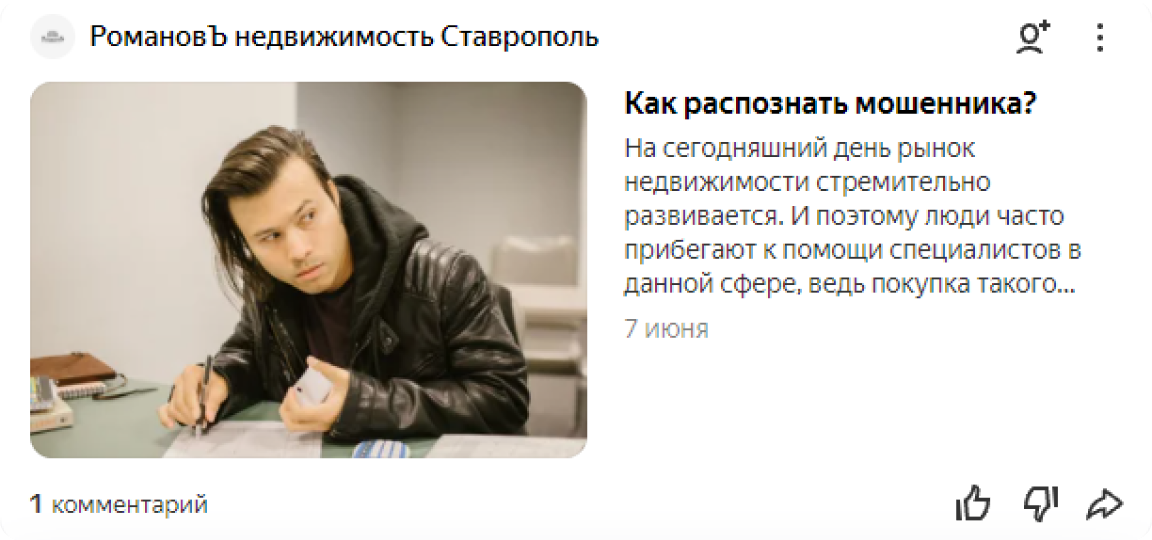 РомановЪ недвижимость Ставрополь
Как распознать мошенника?
На сегодняшний день рынок
недвижимости стремительно
развивается. И поэтому люди часто
прибегают к помощи специалистов в
данной сфере, ведь покупка такого...
7 июня
1 комментарий